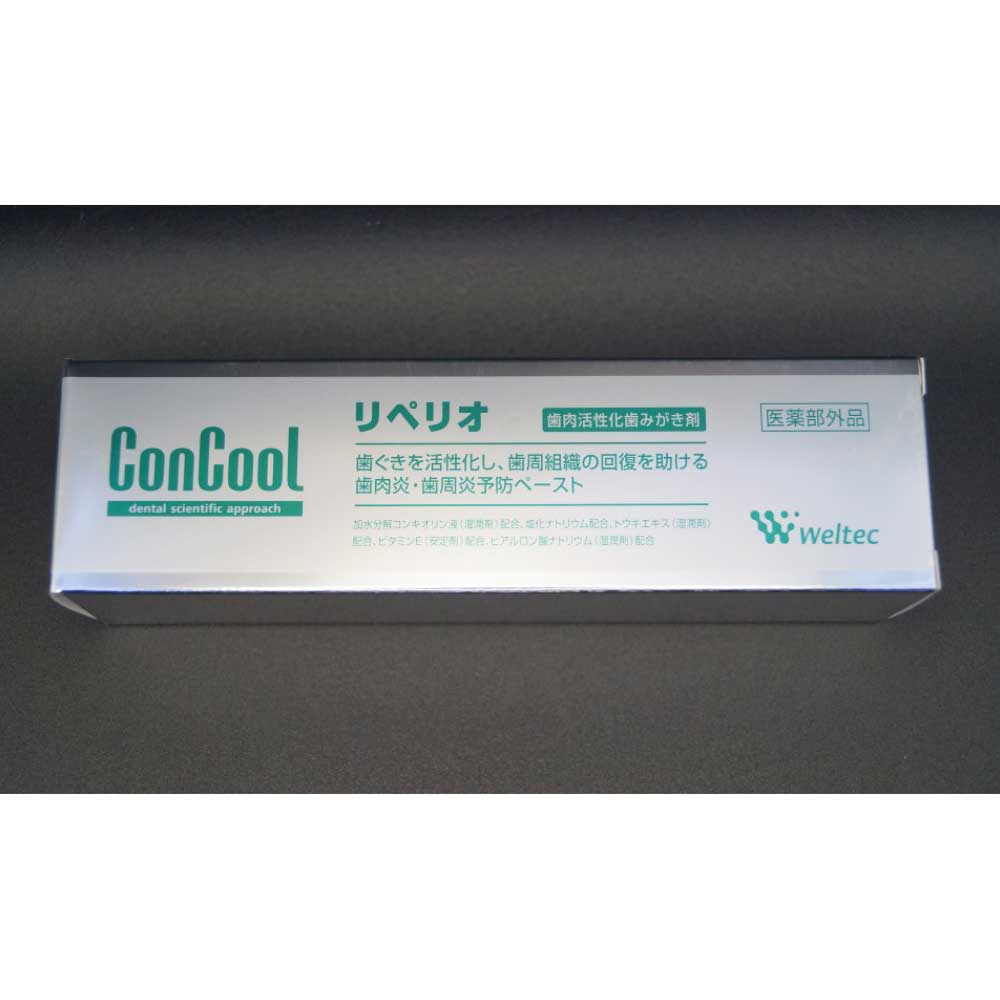 ConCool
dental scientific approach
リペリオ
歯肉活性化歯みがき剤
歯ぐきを活性化し、歯周組織の回復を助ける
歯肉炎・歯周炎予防ペースト
加水分解コンキオリン液(湿潤剤)配合、塩化ナトリウム配合、トウキエキス(湿潤剤)
配合、ビタミンE(安定剤)配合、ヒアルロン酸ナトリウム(湿潤剤)配合
医薬部外品
weltec